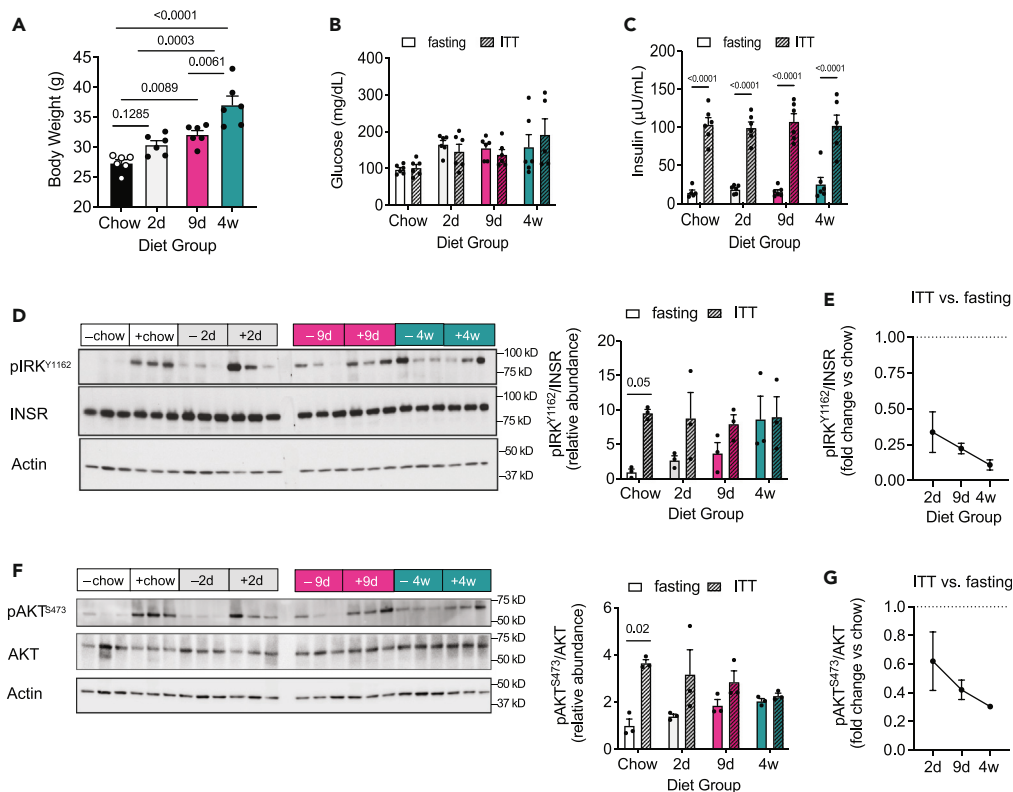 A
<0.0001
0.0003
0.0061
0.0089
0.1285
Body Weight (g)
45
40
35
30
25
Chow 2d 9d 4w
Diet Group
B
fasting ITT
Glucose (mg/dL)
400
300
200
100
0
Chow 2d 9d 4w
Diet Group
C
fasting ITT
Insulin (μU/mL)
150
100
50
0
<0.0001 <0.0001 <0.0001 <0.0001
Chow 2d 9d 4w
Diet Group
D
–chow +chow – 2d +2d – 9d +9d – 4w +4w
pIRKY1162
100 kD
75 kD
INSR
100 kD
75 kD
Actin
50 kD
37 kD
fasting ITT
pIRKY1162/INSR
(relative abundance)
20
15
10
5
0
0.05
Chow 2d 9d 4w
Diet Group
E
ITT vs. fasting
pIRKY1162/INSR
(fold change vs chow)
1.00
0.75
0.50
0.25
0.00
2d 9d 4w
Diet Group
F
–chow +chow –2d +2d – 9d +9d – 4w +4w
pAKTS473
75 kD
50 kD
AKT
75 kD
50 kD
Actin
50 kD
37 kD
fasting ITT
pAKTS473/AKT
(relative abundance)
6
4
2
0
0.02
Chow 2d 9d 4w
Diet Group
G
ITT vs. fasting
pAKTS473/AKT
(fold change vs chow)
1.0
0.8
0.6
0.4
0.2
0.0
2d 9d 4w
Diet Group